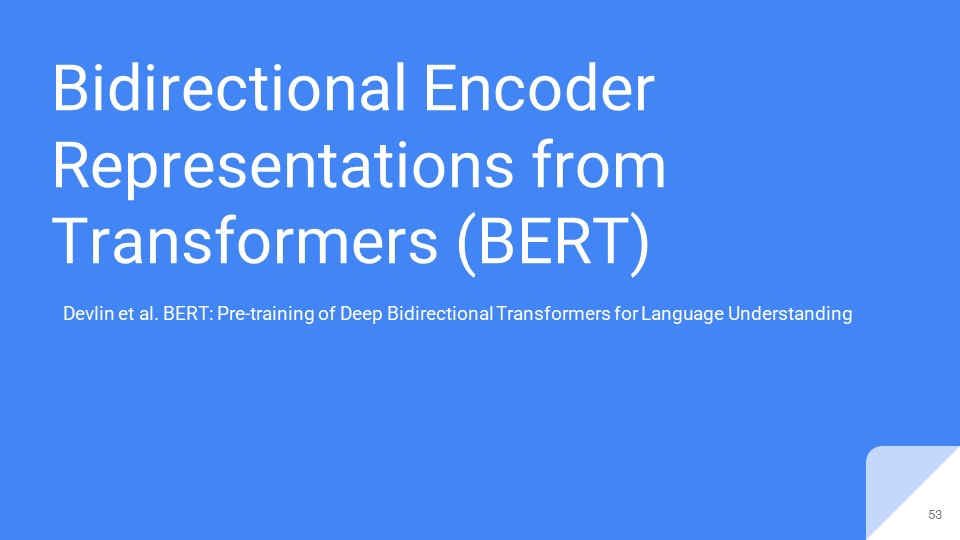 Bidirectional Encoder
Representations from
Transformers (BERT)
Devlin et al. BERT: Pre-training of Deep Bidirectional Transformers for Language Understanding
53